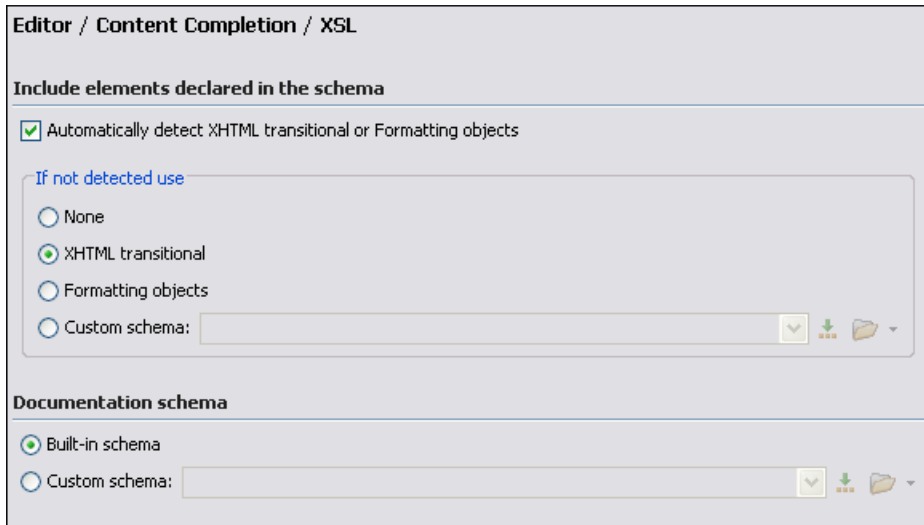 Editor / Content Completion / XSL
Include elements declared in the schema
Automatically detect XHTML transitional or Formatting objects
If not detected use
None
XHTML transitional
Formatting objects
Custom schema:
Documentation schema
Built-in schema
Custom schema: